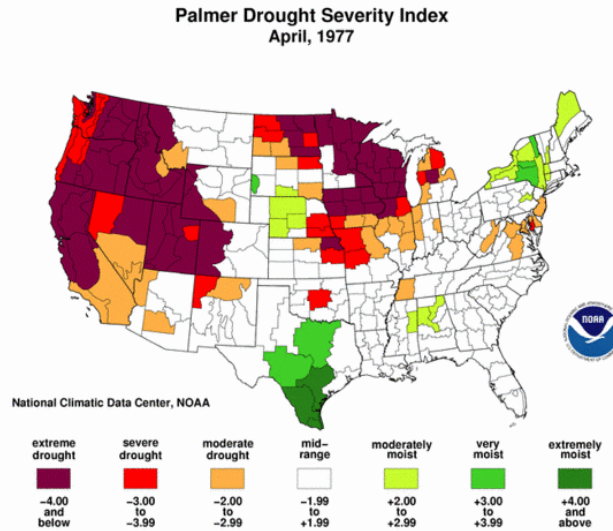 Palmer Drought Severity Index
April, 1977
NOAA
National Climatic Data Center, NOAA
extreme drought
severe drought
moderate drought
mid-range
moderately moist
very moist
extremely moist
-4.00 and below
-3.00 to -3.99
-2.00 to -2.99
-1.99 to +1.99
+2.00 to +2.99
+3.00 to +3.99
+4.00 and above